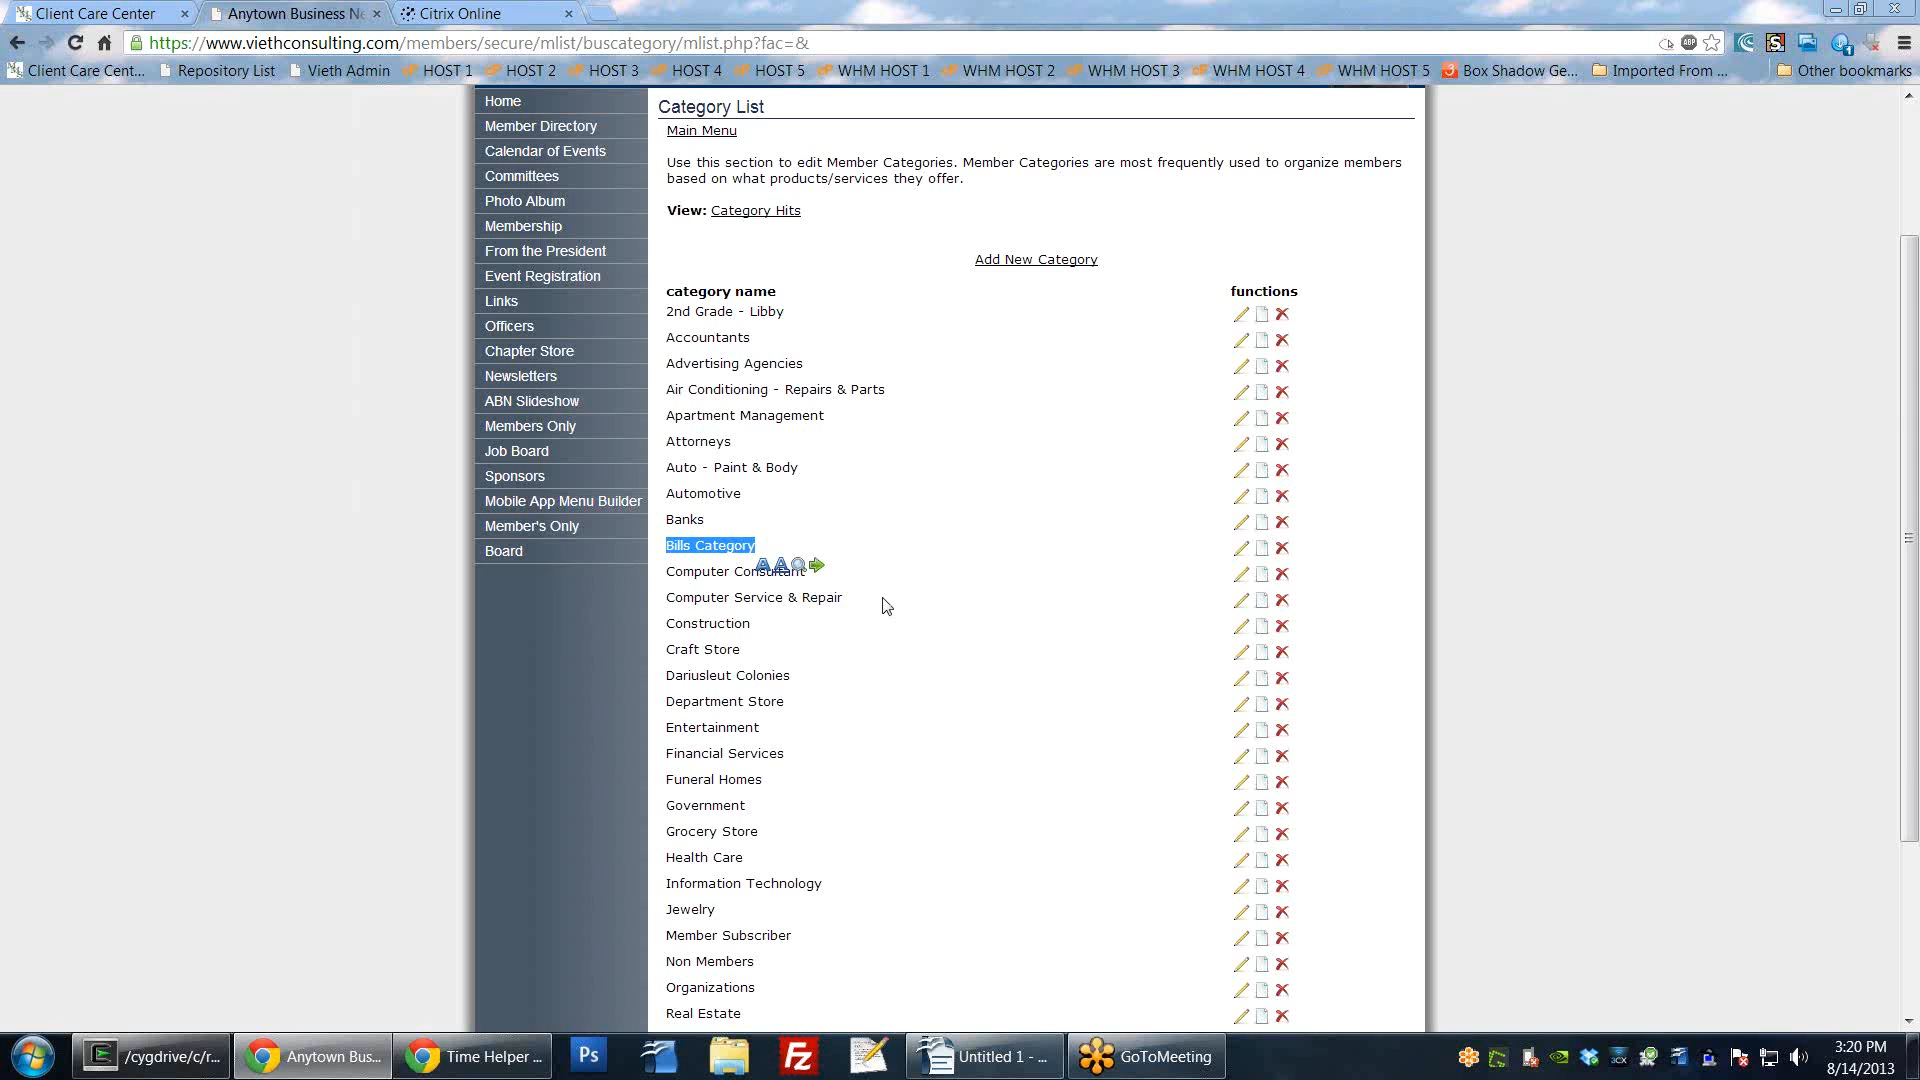 Client Care Center
Anytown Business Ne
Citrix Online
https://www.viethconsulting.com/members/secure/mlist/buscategory/mlist.php?fac=&
Client Care Cent...
Repository List
Vieth Admin
HOST 1
HOST 2
HOST 3
HOST 4
HOST 5
WHM HOST 1
WHM HOST 2
WHM HOST 3
WHM HOST 4
WHM HOST 5
Box Shadow Ge...
Imported From ...
Other bookmarks
Home
Member Directory
Calendar of Events
Committees
Photo Album
Membership
From the President
Event Registration
Links
Officers
Chapter Store
Newsletters
ABN Slideshow
Members Only
Job Board
Sponsors
Mobile App Menu Builder
Member's Only
Board
Category List
Main Menu
Use this section to edit Member Categories. Member Categories are most frequently used to organize members
based on what products/services they offer.
View: Category Hits
Add New Category
category name
functions
2nd Grade - Libby
Accountants
Advertising Agencies
Air Conditioning - Repairs & Parts
Apartment Management
Attorneys
Auto - Paint & Body
Automotive
Banks
Bills Category
Computer Consultant
Computer Service & Repair
Construction
Craft Store
Dariusleut Colonies
Department Store
Entertainment
Financial Services
Funeral Homes
Government
Grocery Store
Health Care
Information Technology
Jewelry
Member Subscriber
Non Members
Organizations
Real Estate
/cygdrive/c/r...
Anytown Bus...
Time Helper ...
Ps
Fz
Untitled 1 - ...
GoToMeeting
3CX
3:20 PM
8/14/2013